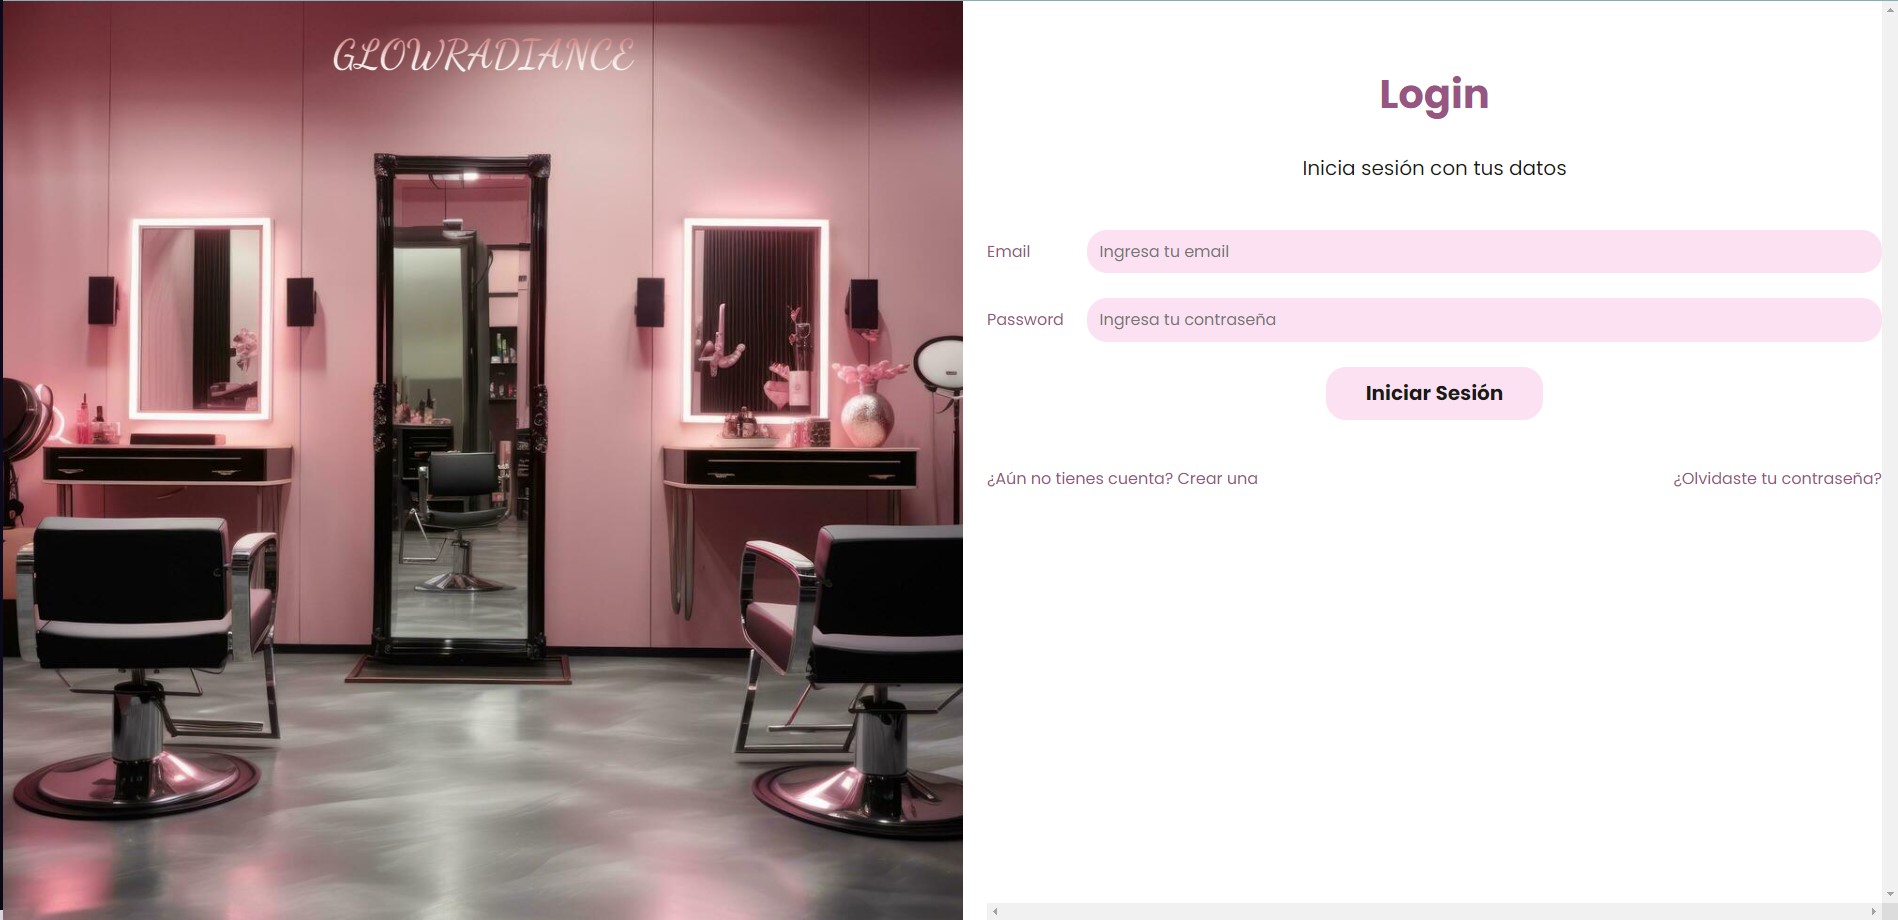 GLOWRADIANCE
Login
Inicia sesión con tus datos
Email
Ingresa tu email
Password
Ingresa tu contraseña
Iniciar Sesión
¿Aún no tienes cuenta? Crear una
¿Olvidaste tu contraseña?